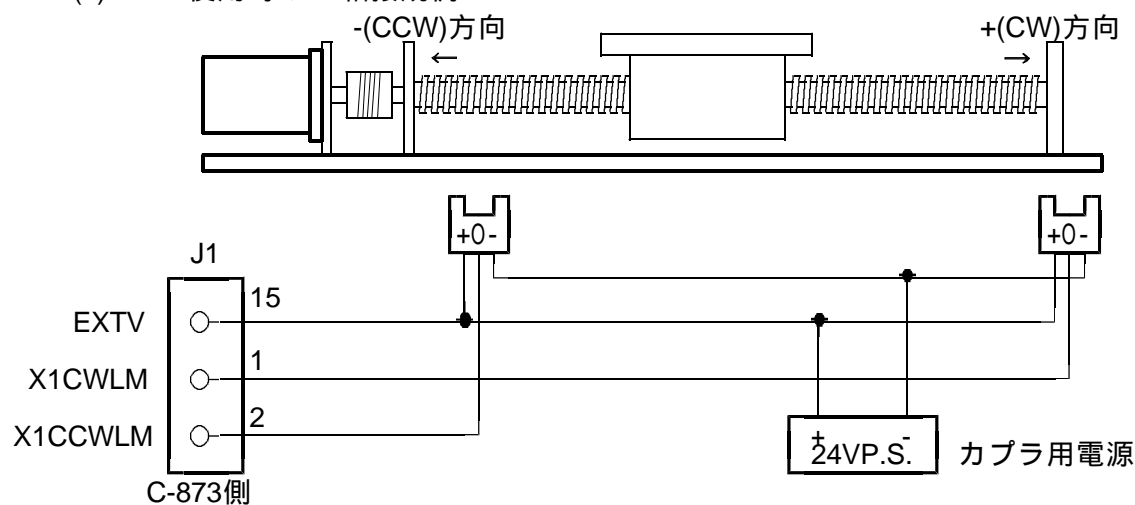 -(CCW)方向
+(CW)方向
←
→
+0-
+0-
J1
15
EXTV
1
X1CWLM
2
X1CCWLM
+ -
24VP.S.
カプラ用電源
C-873側